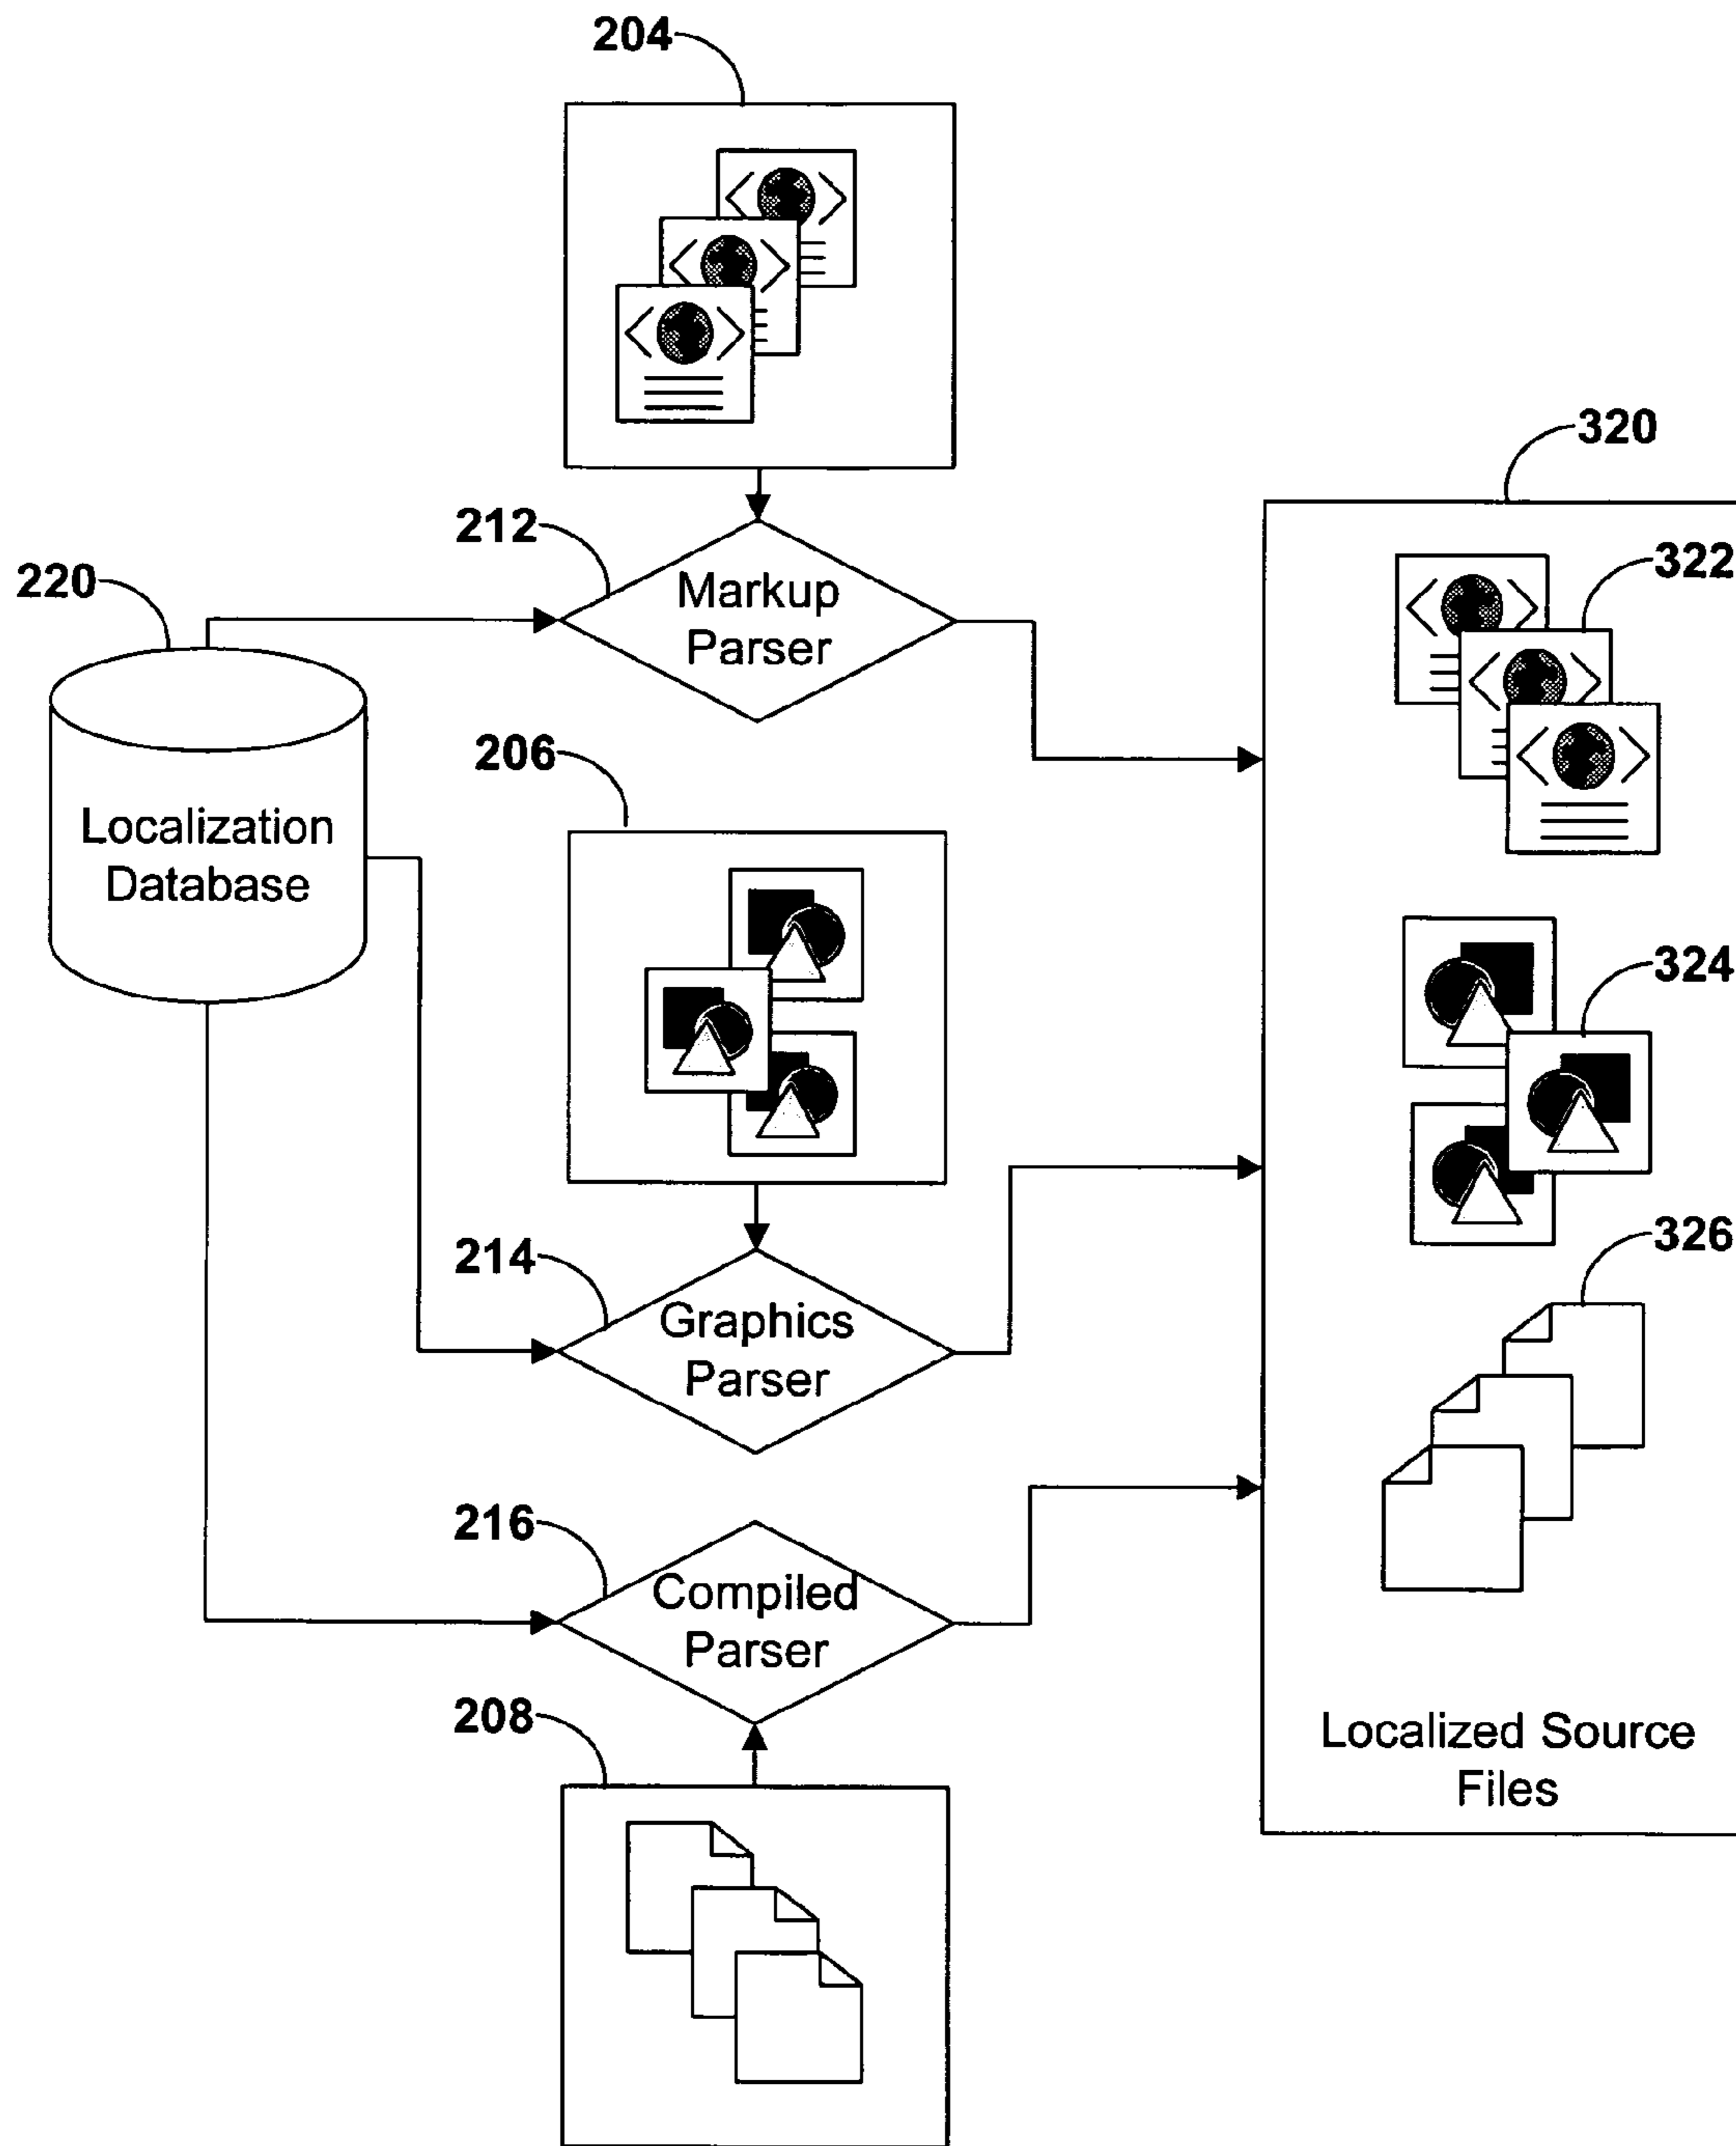 204
320
212
Markup
Parser
322
220
206
Localization
Database
324
326
214
Graphics
Parser
216
Compiled
Parser
208
Localized Source
Files